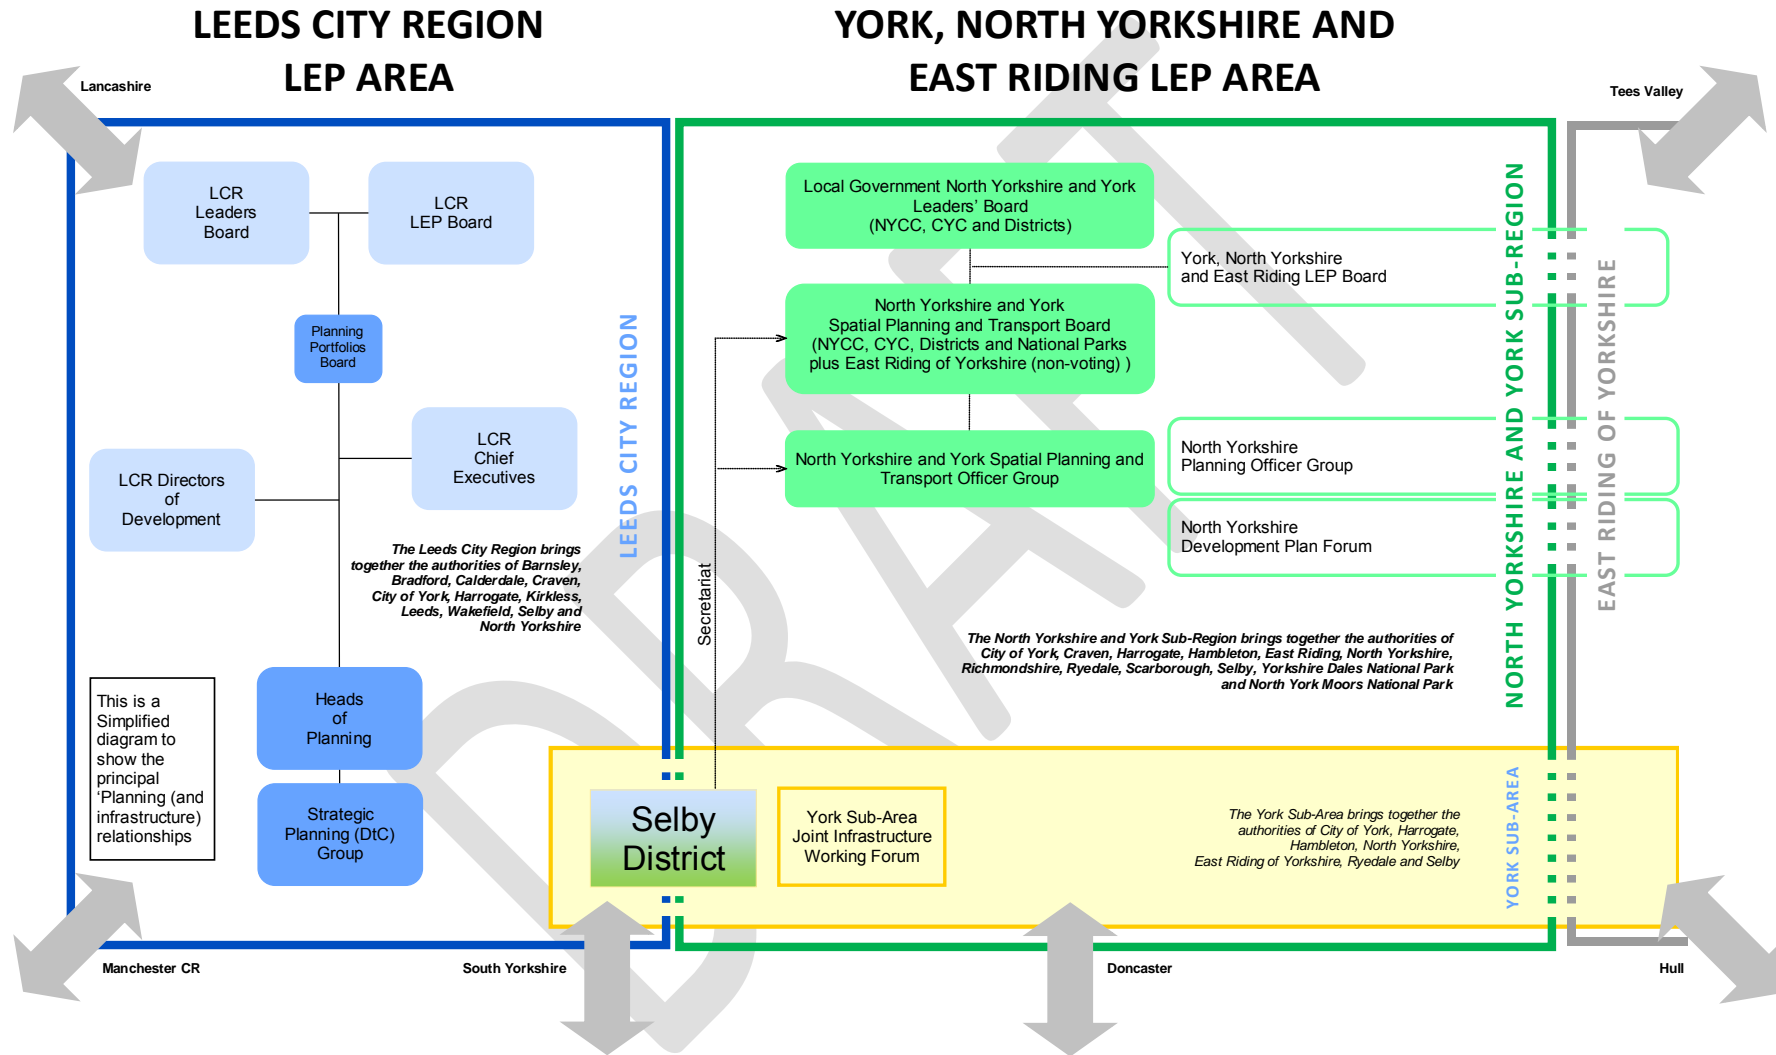 LEEDS CITY REGION
LEP AREA
YORK, NORTH YORKSHIRE AND
EAST RIDING LEP AREA
Lancashire
Tees Valley
LCR
Leaders
Board
LCR
LEP Board
Planning
Portfolios
Board
LCR
Chief
Executives
LCR Directors
of
Development
The Leeds City Region brings
together the authorities of Barnsley,
Bradford, Calderdale, Craven,
City of York, Harrogate, Kirkless,
Leeds, Wakefield, Selby and
North Yorkshire
Heads
of
Planning
Strategic
Planning (DtC)
Group
This is a
Simplified
diagram to
show the
principal
'Planning (and
infrastructure)
relationships
LEEDS CITY REGION
Local Government North Yorkshire and York
Leaders' Board
(NYCC, CYC and Districts)
York, North Yorkshire
and East Riding LEP Board
North Yorkshire and York
Spatial Planning and Transport Board
(NYCC, CYC, Districts and National Parks
plus East Riding of Yorkshire (non-voting) )
North Yorkshire and York Spatial Planning and
Transport Officer Group
North Yorkshire
Planning Officer Group
North Yorkshire
Development Plan Forum
Secretariat
The North Yorkshire and York Sub-Region brings together the authorities of
City of York, Craven, Harrogate, Hambleton, East Riding, North Yorkshire,
Richmondshire, Ryedale, Scarborough, Selby, Yorkshire Dales National Park
and North York Moors National Park
NORTH YORKSHIRE AND YORK SUB-REGION
EAST RIDING OF YORKSHIRE
Selby
District
York Sub-Area
Joint Infrastructure
Working Forum
The York Sub-Area brings together the
authorities of City of York, Harrogate,
Hambleton, North Yorkshire,
East Riding of Yorkshire, Ryedale and Selby
YORK SUB-AREA
Manchester CR
South Yorkshire
Doncaster
Hull
DRAFT